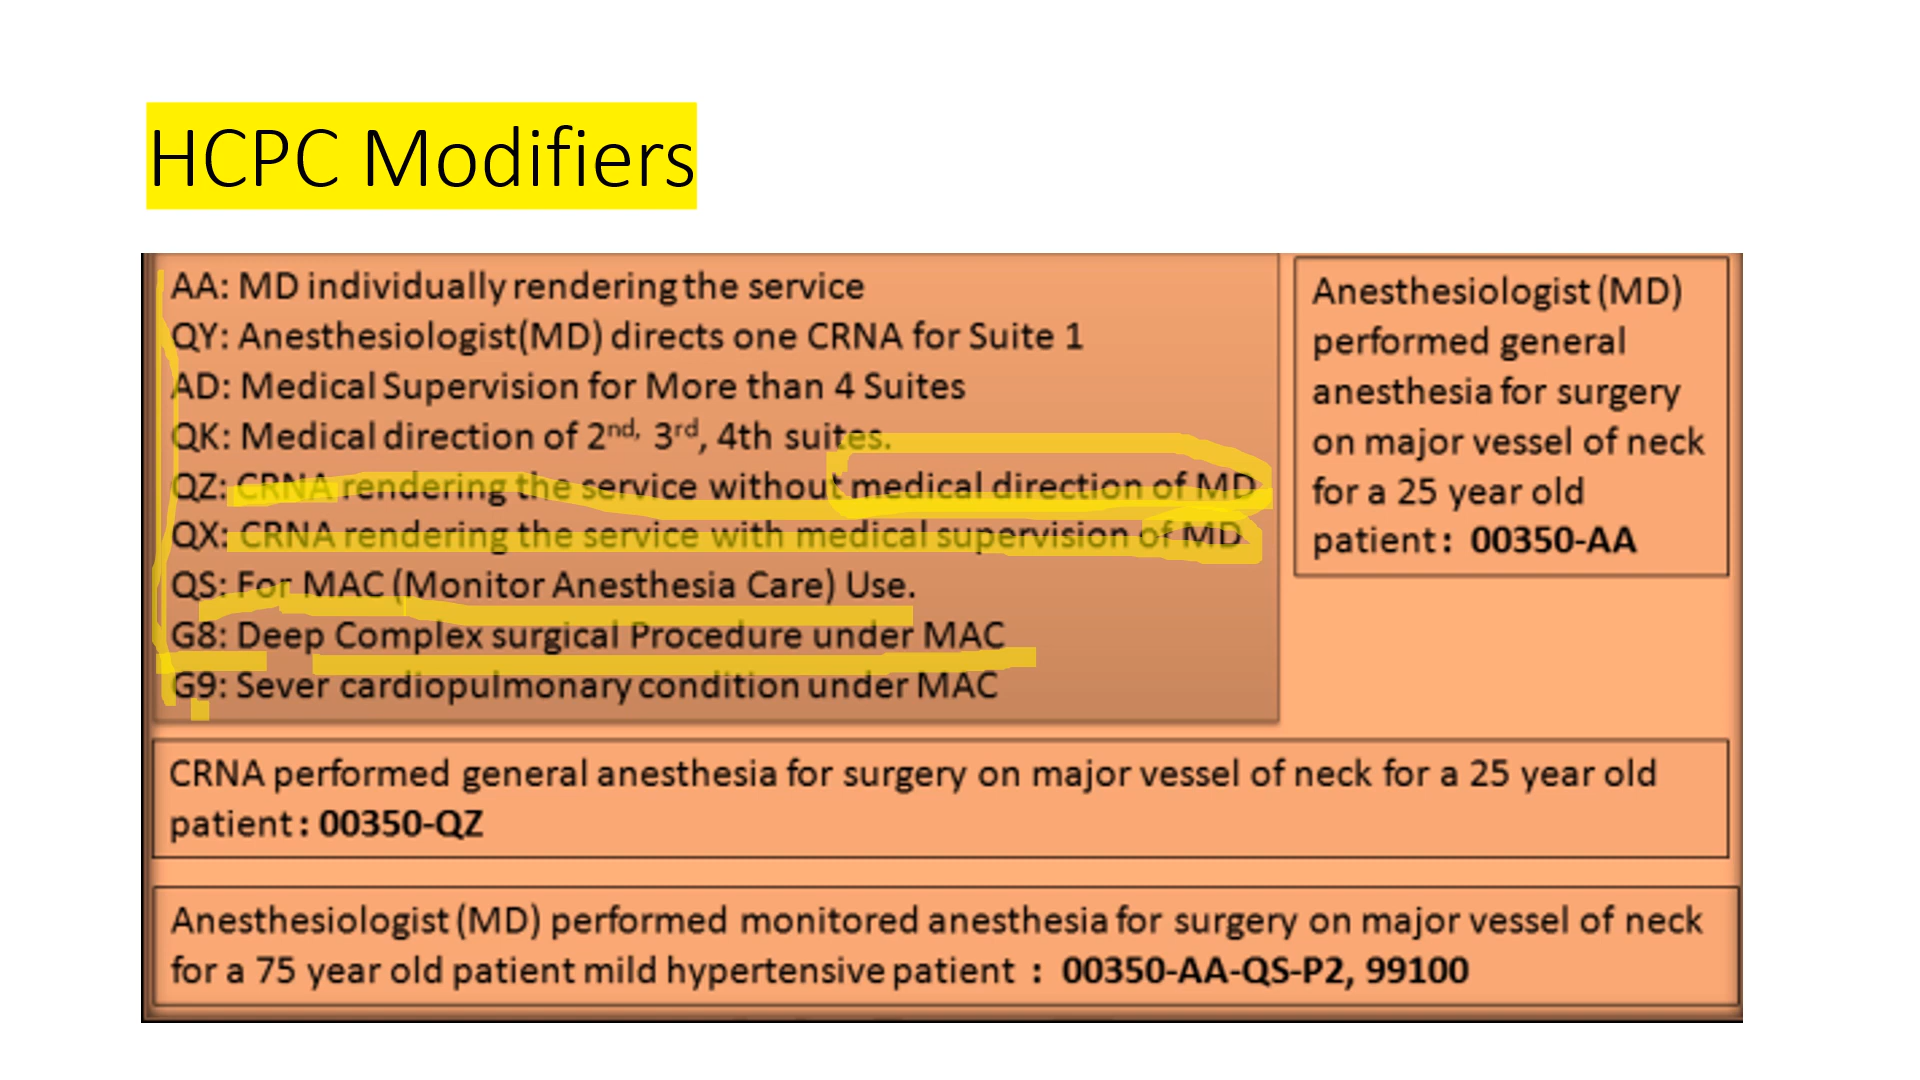 HCPC Modifiers
AA: MD individually rendering the service
QY: Anesthesiologist(MD) directs one CRNA for Suite 1
AD: Medical Supervision for More than 4 Suites
QK: Medical direction of 2nd, 3rd, 4th suites.
QZ: CRNA rendering the service without medical direction of MD
QX: CRNA rendering the service with medical supervision of MD
QS: For MAC (Monitor Anesthesia Care) Use.
G8: Deep Complex surgical Procedure under MAC
G9: Sever cardiopulmonary condition under MAC
Anesthesiologist (MD)
performed general
anesthesia for surgery
on major vessel of neck
for a 25 year old
patient : 00350-AA
CRNA performed general anesthesia for surgery on major vessel of neck for a 25 year old
patient : 00350-QZ
Anesthesiologist (MD) performed monitored anesthesia for surgery on major vessel of neck
for a 75 year old patient mild hypertensive patient : 00350-AA-QS-P2, 99100